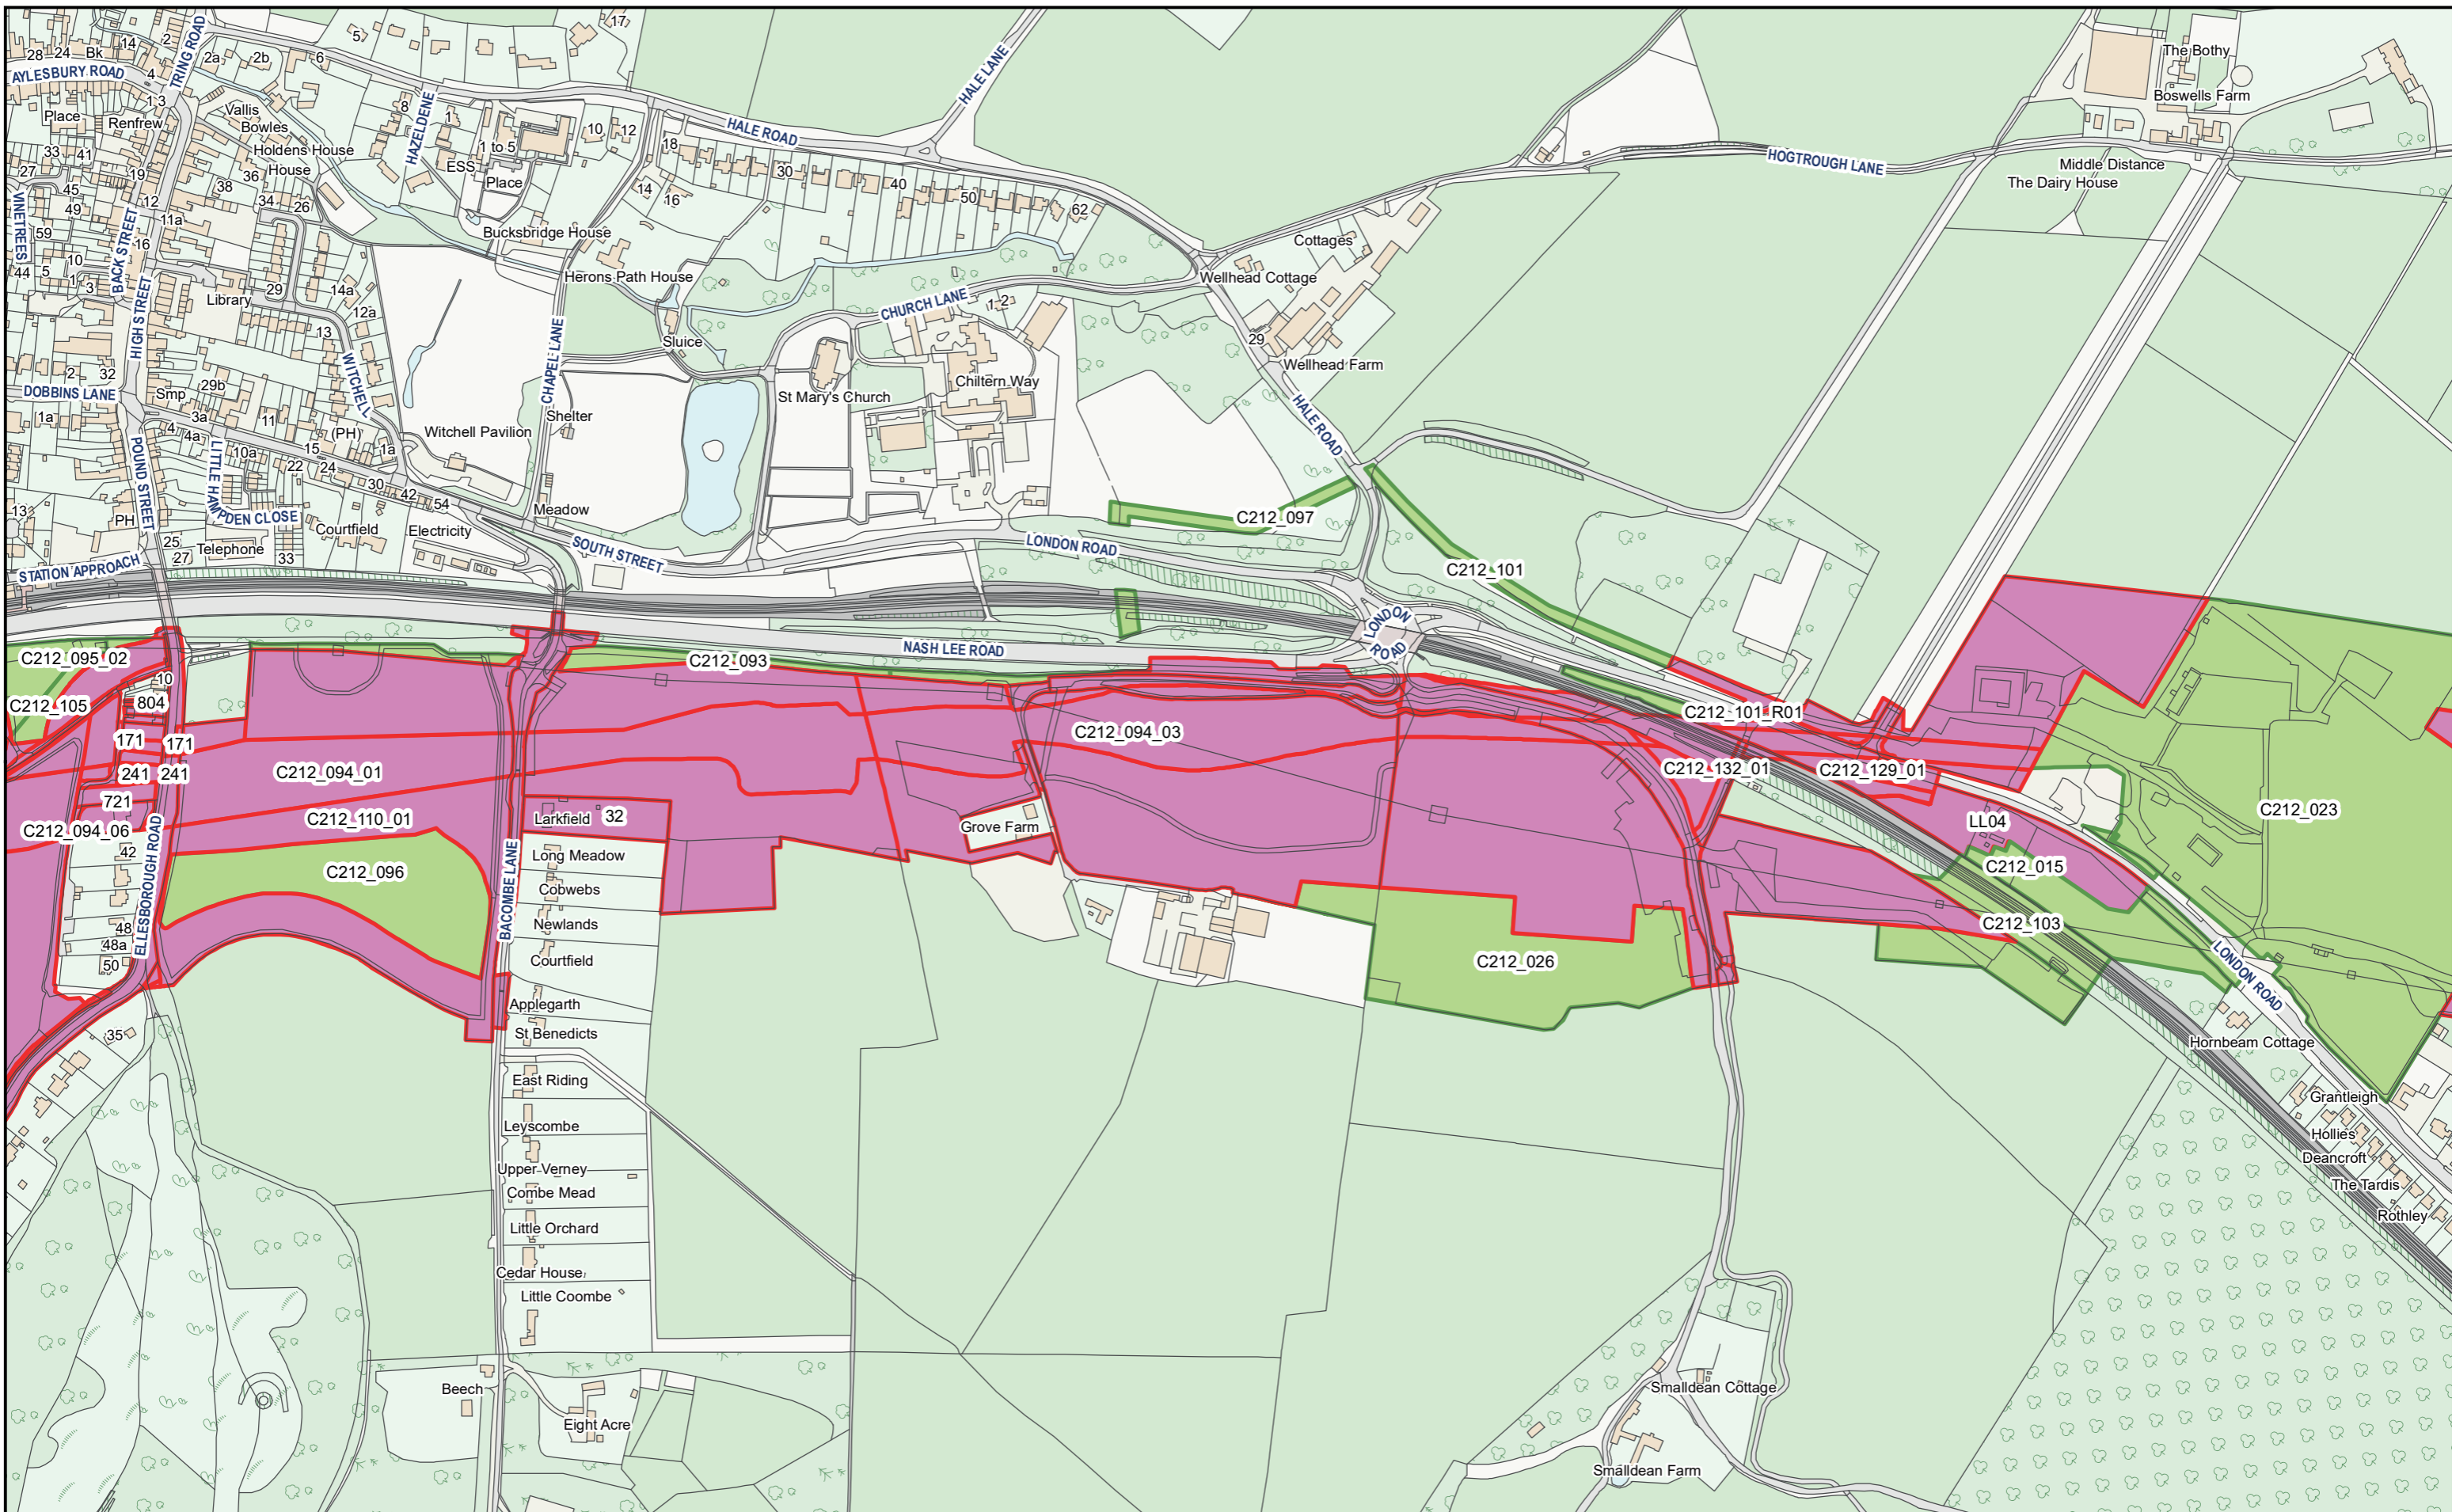 17
5
2
14
28
24
Bk
2a
2b
6
TRING ROAD
AYLESBURY ROAD
4
HALE LANE
The Bothy
1
3
8
HAZELDENE
1
Vallis
Bowles
Place
Renfrew
10
12
HALE ROAD
Boswells Farm
33
41
Holdens House
House
1 to 5
ESS
Place
18
30
HOGTROUGH LANE
Middle Distance
The Dairy House
27
45
19
36
38
40
50
62
14
16
VINETREES
49
12
34
26
11a
BACK STREET
59
16
Bucksbridge House
Cottages
44
5
10
1
3
Herons Path House
Wellhead Cottage
HIGH STREET
Library
29
14a
12a
13
CHURCH LANE
1
2
CHAPEL LANE
Sluice
29
Wellhead Farm
2
32
WITCHELL
29b
Chiltern Way
DOBBINS LANE
Smp
St Mary's Church
1a
3a
11
Shelter
HALE ROAD
4
4a
(PH)
Witchell Pavilion
POUND STREET
LITTLE HAMPDEN CLOSE
10a
15
1a
22
24
30
42
54
13
PH
Courtfield
Electricity
Meadow
C212_097
25
27
Telephone
33
SOUTH STREET
LONDON ROAD
STATION APPROACH
C212_101
LONDON ROAD
NASH LEE ROAD
C212_095_02
C212_093
10
C212_105
804
C212_101_R01
171
171
C212_094_03
241
241
C212_094_01
C212_132_01
C212_129_01
721
C212_110_01
Larkfield
32
Grove Farm
LL04
C212_023
C212_094_06
42
ELLESBOROUGH ROAD
C212_096
BACOMBE LANE
Long Meadow
C212_015
Cobwebs
48
Newlands
C212_103
48a
50
Courtfield
C212_026
LONDON ROAD
Applegarth
35
St Benedicts
Hornbeam Cottage
East Riding
Grantleigh
Leyscombe
Hollies
Deancroft
Upper Verney
The Tardis
Combe Mead
Rothley
Little Orchard
Cedar House
Little Coombe
Beech
Smalldean Cottage
Eight Acre
Smalldean Farm